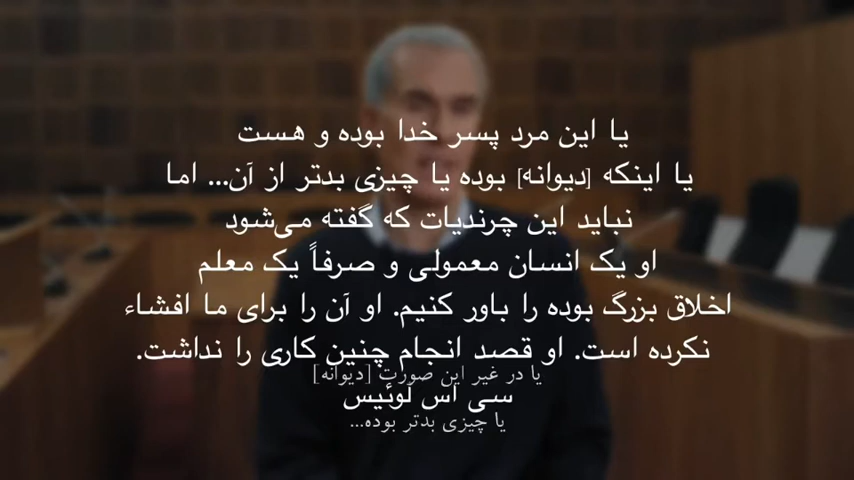 یا این مرد پسر خدا بوده و هست
یا اینکه [دیوانه] بوده یا چیزی بدتر از آن... اما
نباید این چرندیات که گفته می‌شود
او یک انسان معمولی و صرفاً یک معلم
اخلاق بزرگ بوده را باور کنیم. او آن را برای ما افشاء
نکرده است. او قصد انجام چنین کاری را نداشت.
یا در غیر این صورت [دیوانه]
سی اس لوئیس
یا چیزی بدتر بوده...